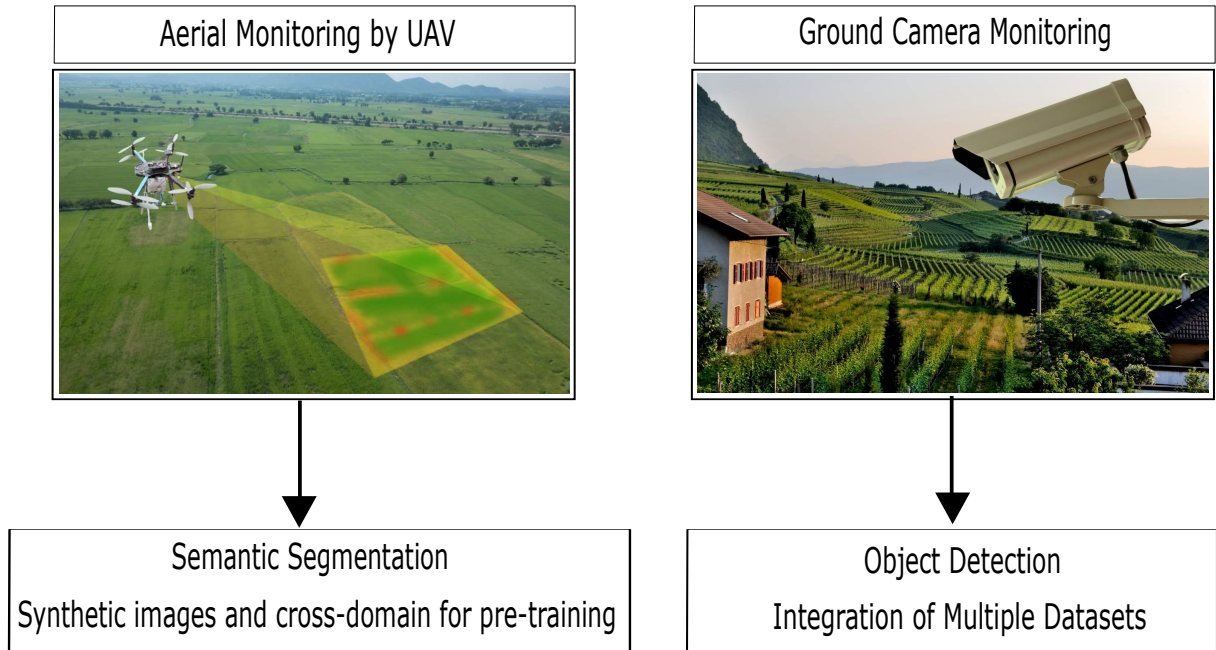 Aerial Monitoring by UAV
Ground Camera Monitoring
Semantic Segmentation
Synthetic images and cross-domain for pre-training
Object Detection
Integration of Multiple Datasets